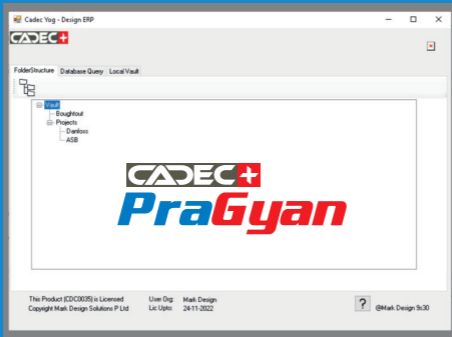 Cadec Yog - Design ERP
CADEC+
FolderStructure Database Query Local Vault
Vault
Boughtout
Projects
Danfoss
ASB
CADEC+
PraGyan
This Product (CDC0035) is Licensed User Org: Mark Design
Copyright Mark Design Solutions P Ltd Lic Upto: 24-11-2022
? @Mark Design 9s30